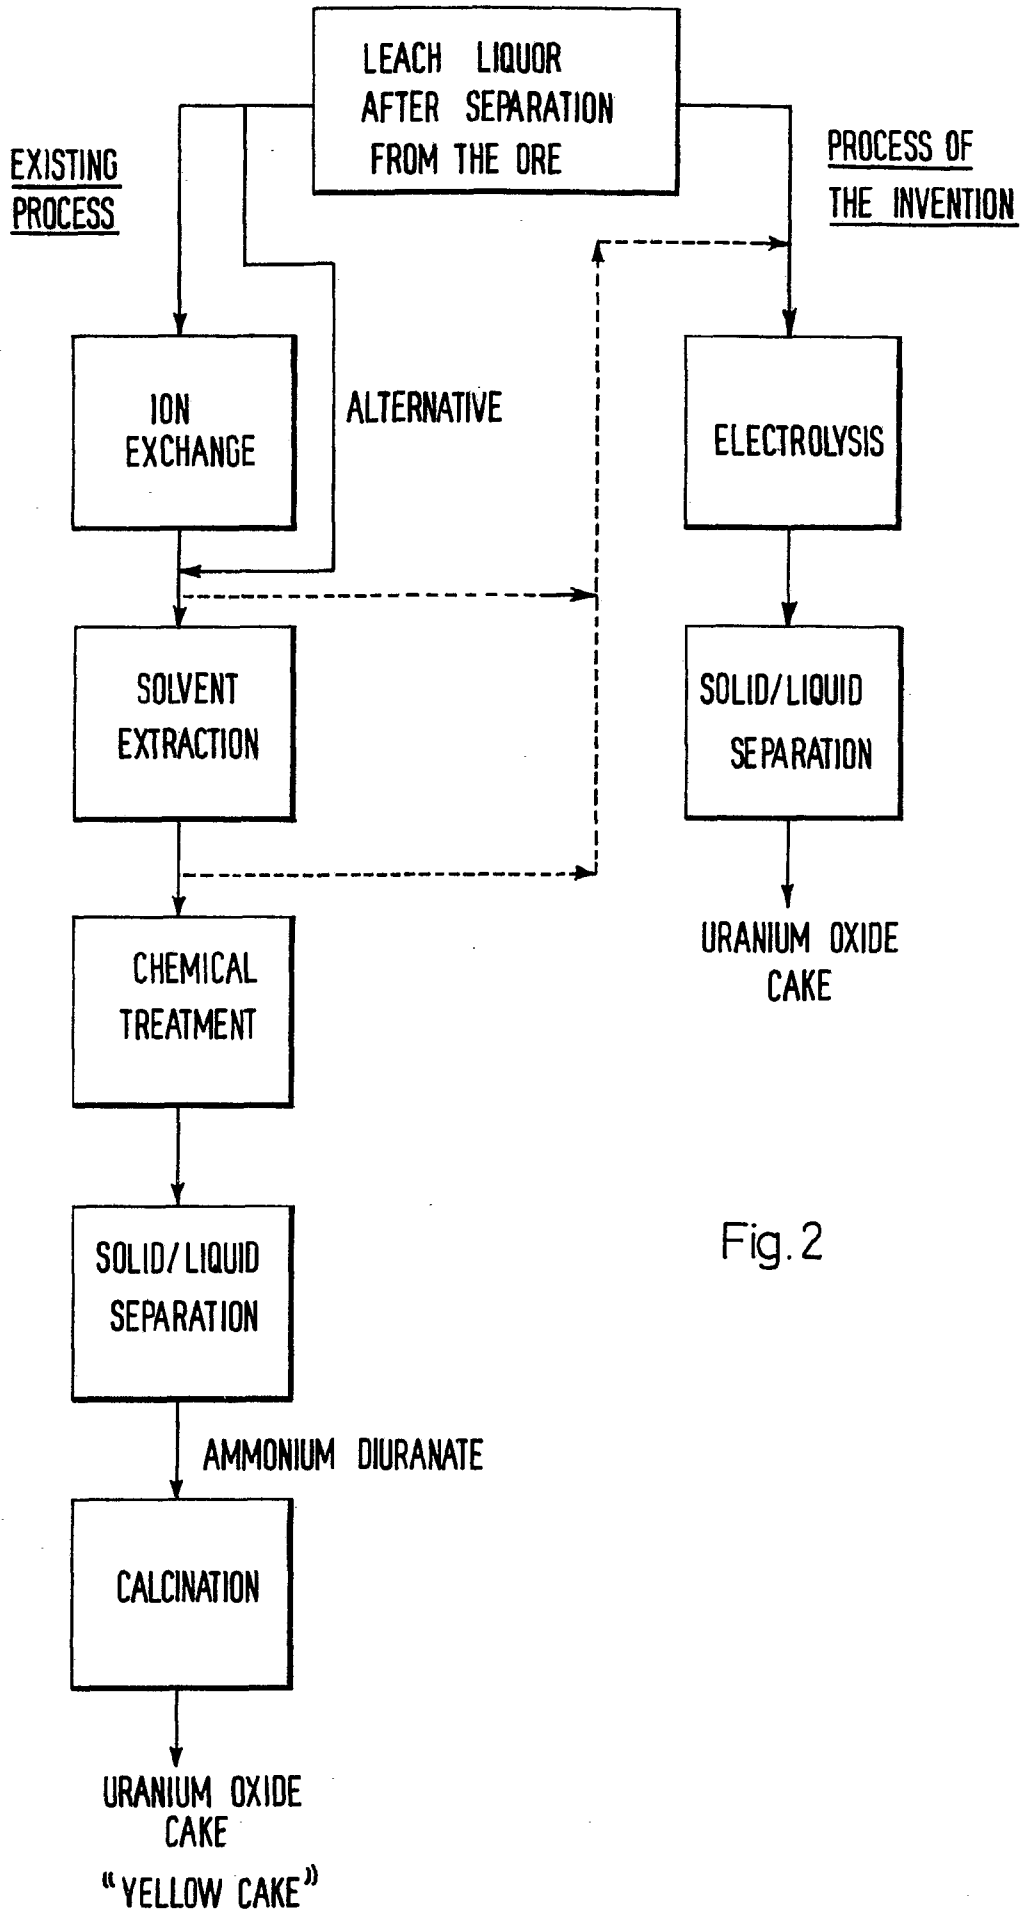 LEACH LIQUOR
AFTER SEPARATION
FROM THE ORE
EXISTING
PROCESS
PROCESS OF
THE INVENTION
ION
EXCHANGE
ALTERNATIVE
ELECTROLYSIS
SOLVENT
EXTRACTION
SOLID/LIQUID
SEPARATION
CHEMICAL
TREATMENT
URANIUM OXIDE
CAKE
SOLID/LIQUID
SEPARATION
Fig. 2
AMMONIUM DIURANATE
CALCINATION
URANIUM OXIDE
CAKE
"YELLOW CAKE"